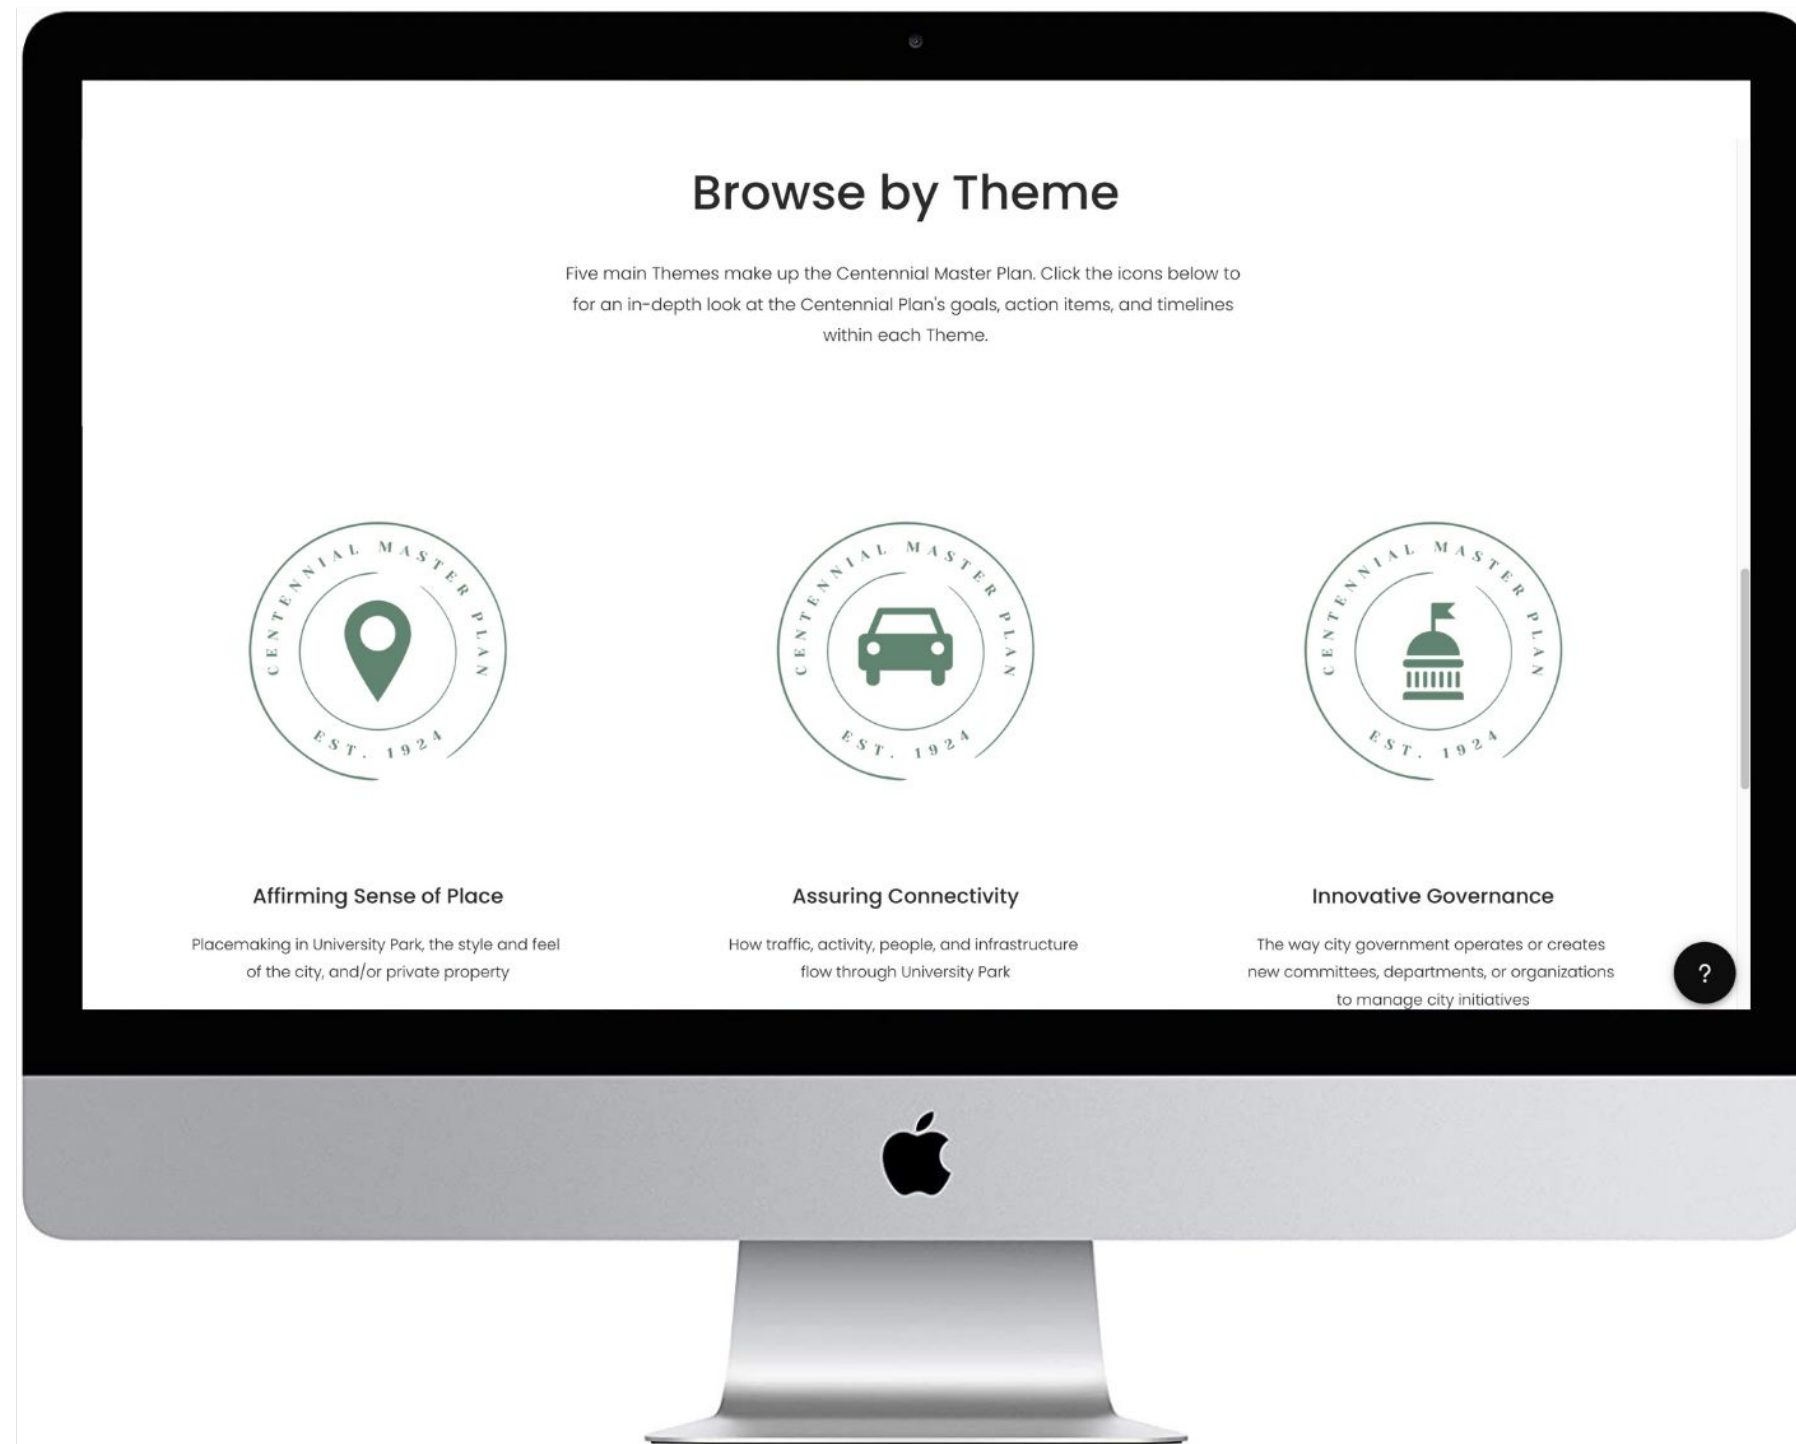 Browse by Theme
Five main Themes make up the Centennial Master Plan. Click the icons below to
for an in-depth look at the Centennial Plan's goals, action items, and timelines
within each Theme.
CENTENNIAL MASTER PLAN
EST. 1924
CENTENNIAL MASTER PLAN
EST. 1924
CENTENNIAL MASTER PLAN
EST. 1924
Affirming Sense of Place
Placemaking in University Park, the style and feel
of the city, and/or private property
Assuring Connectivity
How traffic, activity, people, and infrastructure
flow through University Park
Innovative Governance
The way city government operates or creates
new committees, departments, or organizations
to manage city initiatives
?